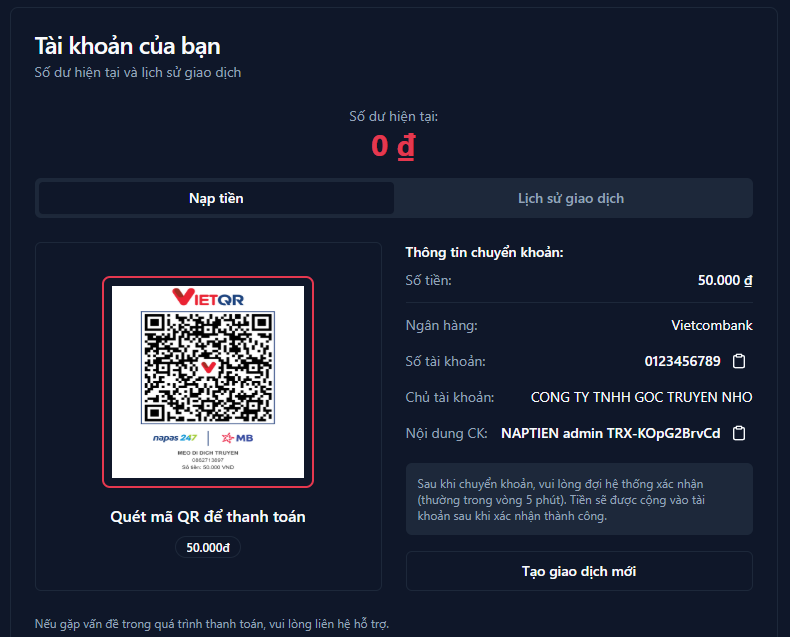 Tài khoản của bạn
Số dư hiện tại và lịch sử giao dịch
Số dư hiện tại:
0 ₫
Nạp tiền
Lịch sử giao dịch
VIETQR
napas 247
MB
MEO DI DICH TRUYEN
0862713897
Số tiền: 50.000 VND
Quét mã QR để thanh toán
50.000đ
Thông tin chuyển khoản:
Số tiền: 50.000 ₫
Ngân hàng: Vietcombank
Số tài khoản: 0123456789
Chủ tài khoản: CONG TY TNHH GOC TRUYEN NHO
Nội dung CK: NAPTIEN admin TRX-KOpG2BrvCd
Sau khi chuyển khoản, vui lòng đợi hệ thống xác nhận
(thường trong vòng 5 phút). Tiền sẽ được cộng vào tài
khoản sau khi xác nhận thành công.
Tạo giao dịch mới
Nếu gặp vấn đề trong quá trình thanh toán, vui lòng liên hệ hỗ trợ.